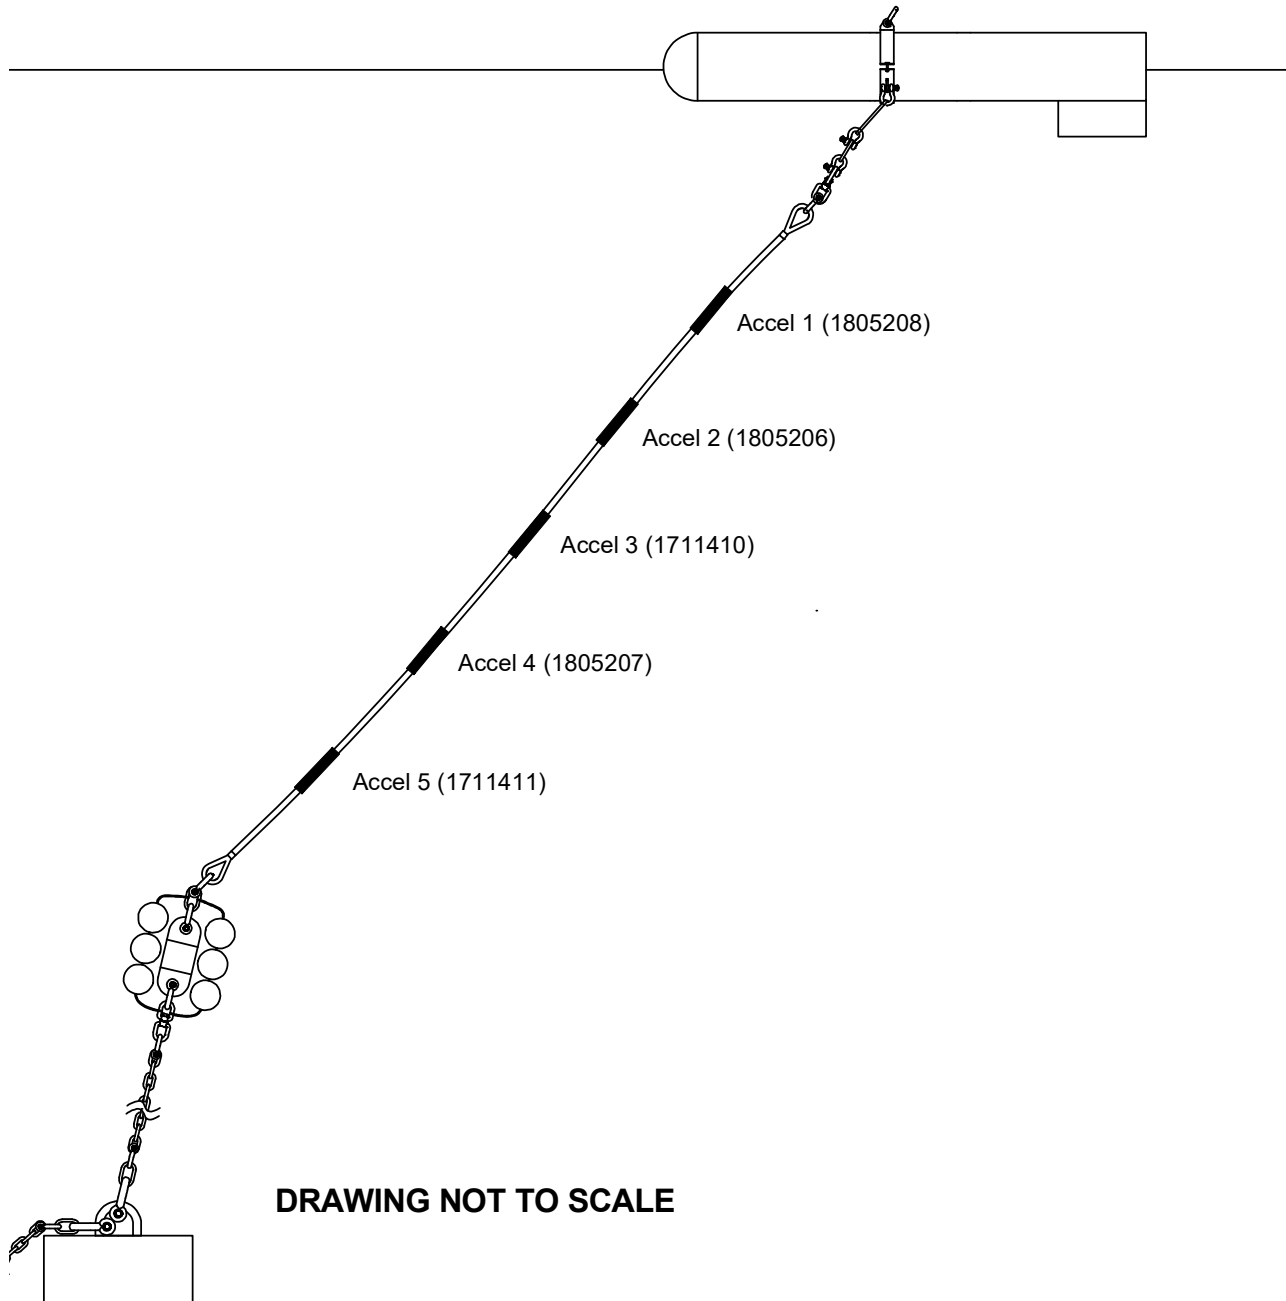 Accel 1 (1805208)
Accel 2 (1805206)
Accel 3 (1711410)
Accel 4 (1805207)
Accel 5 (1711411)
DRAWING NOT TO SCALE